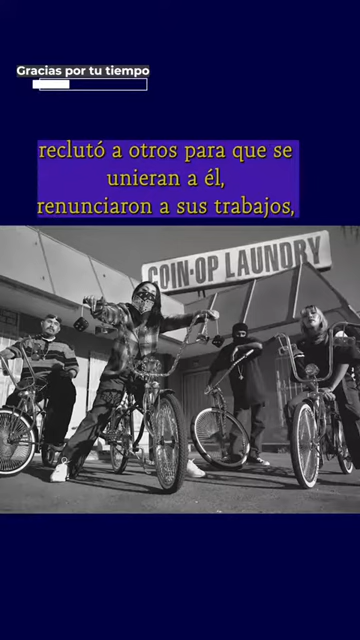 Gracias por tu tiempo
reclutó a otros para que se
unieran a él,
renunciaron a sus trabajos,
COIN-OP LAUNDRY